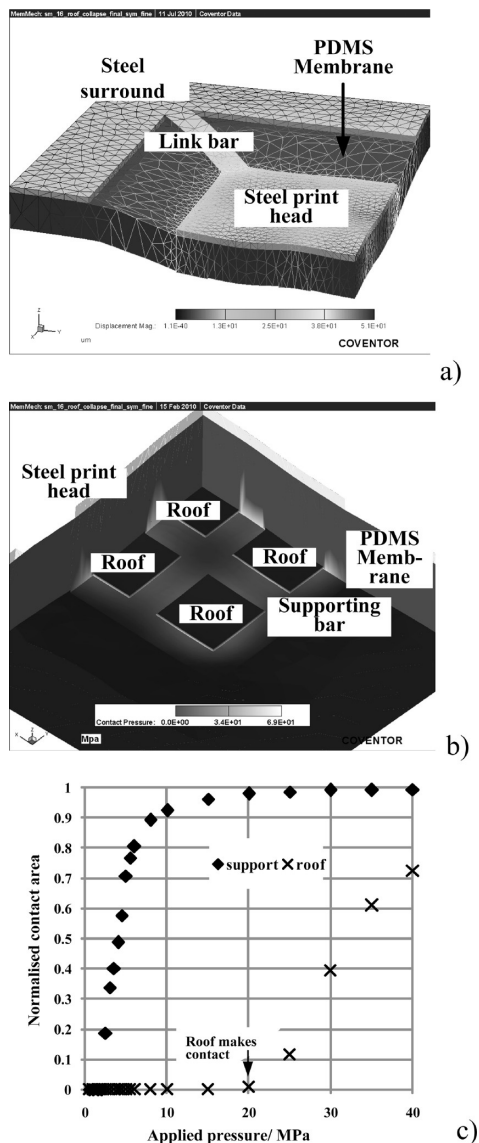 MemMech: sm_16_roof_collapse_final_sym_fine | 11 Jul 2010 | Coventor Data
Steel
surround
PDMS
Membrane
Link bar
Steel print
head
Displacement Mag.: 1.1E-40 1.3E+01 2.5E+01 3.8E+01 5.1E+01
um
COVENTOR
Z
X
Y
a)
MemMech: sm_16_roof_collapse_final_sym_fine | 15 Feb 2010 | Coventor Data
Steel print
head
Roof
Roof
Roof
PDMS
Memb-
rane
Roof
Supporting
bar
Contact Pressure: 0.0E+00 3.4E+01 6.9E+01
Mpa
COVENTOR
b)
1
0.9
0.8
0.7
0.6
0.5
0.4
0.3
0.2
0.1
0
Normalised contact area
support roof
Roof makes
contact
0 10 20 30 40
Applied pressure/ MPa
c)